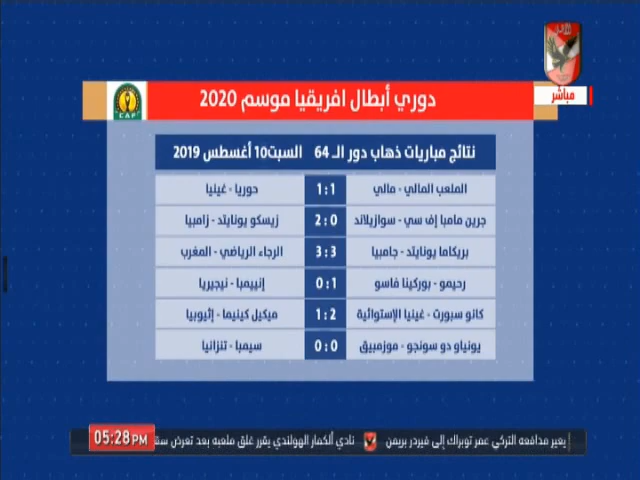 مباشر
دوري أبطال افريقيا موسم 2020
CAF
نتائج مباريات ذهاب دور الـ 64 السبت10 أغسطس 2019
الملعب المالي - مالي 1:1 حوريا - غينيا
جرين مامبا إف سي - سوازيلاند 2:0 زيسكو يونايتد - زامبيا
بريكاما يونايتد - جامبيا 3:3 الرجاء الرياضي - المغرب
رحيمو - بوركينا فاسو 0:1 إنييمبا - نيجيريا
كانو سبورت - غينيا الإستوائية 1:2 ميكيل كينيما - إثيوبيا
يونياو دو سونجو - موزمبيق 0:0 سيمبا - تنزانيا
يعير مدافعه التركي عمر توبراك إلى فيردر بريمن نادي ألكمار الهولندي يقرر غلق ملعبه بعد تعرض سقف
05:28 PM